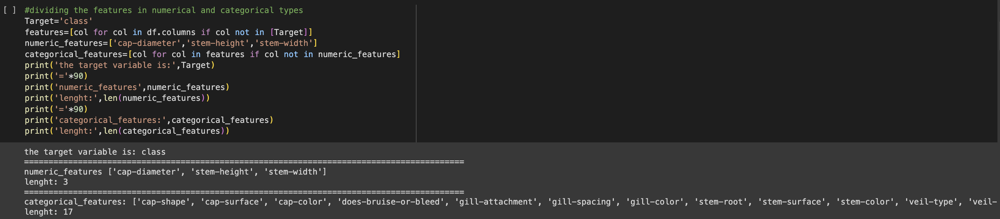 [ ] #dividing the features in numerical and categorical types
Target='class'
features=[col for col in df.columns if col not in [Target]]
numeric_features=['cap-diameter','stem-height','stem-width']
categorical_features=[col for col in features if col not in numeric_features]
print('the target variable is:',Target)
print('='*90)
print('numeric_features',numeric_features)
print('lenght:',len(numeric_features))
print('='*90)
print('categorical_features:',categorical_features)
print('lenght:',len(categorical_features))
the target variable is: class
==========================================================================================
numeric_features ['cap-diameter', 'stem-height', 'stem-width']
lenght: 3
==========================================================================================
categorical_features: ['cap-shape', 'cap-surface', 'cap-color', 'does-bruise-or-bleed', 'gill-attachment', 'gill-spacing', 'gill-color', 'stem-root', 'stem-surface', 'stem-color', 'veil-type', 'veil-
lenght: 17